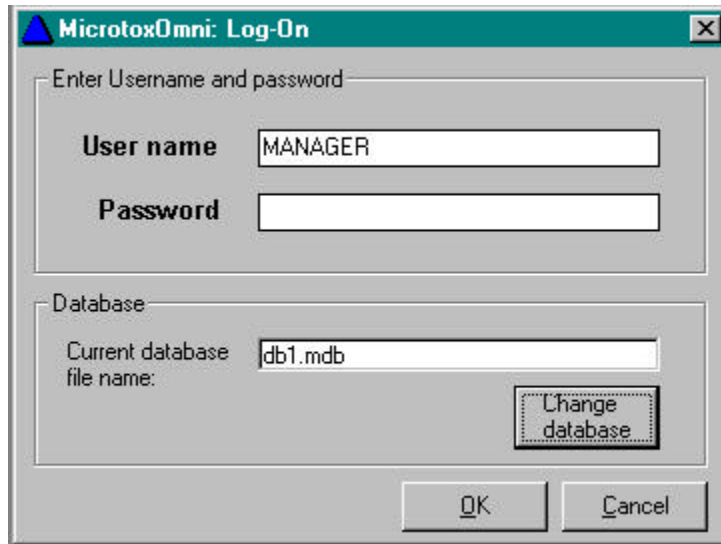 MicrotoxOmni: Log-On
Enter Username and password
User name MANAGER
Password
Database
Current database db1.mdb
file name:
Change
database
OK Cancel